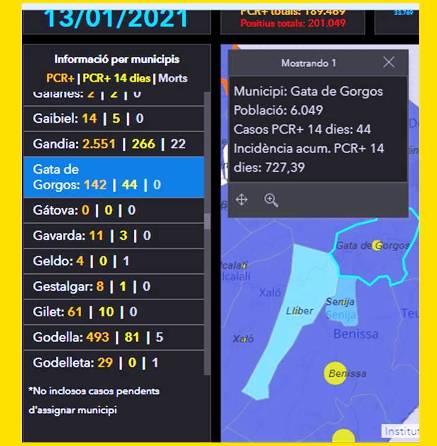 13/01/2021
PCR+ totals: 189.489
Positius totals: 201.049
Informació per municipis
PCR+ | PCR+ 14 dies | Morts
Gaianes: 2 | 2 | 0
Gaibiel: 14 | 5 | 0
Gandia: 2.551 | 266 | 22
Gata de
Gorgos: 142 | 44 | 0
Gátova: 0 | 0 | 0
Gavarda: 11 | 3 | 0
Geldo: 4 | 0 | 1
Gestalgar: 8 | 1 | 0
Gilet: 61 | 10 | 0
Godella: 493 | 81 | 5
Godelleta: 29 | 0 | 1
*No inclosos casos pendents
d'assignar municipi
Mostrando 1
Municipi: Gata de Gorgos
Població: 6.049
Casos PCR+ 14 dies: 44
Incidència acum. PCR+ 14
dies: 727,39
Gata de Gorgos
Xaló
Llíber
Senija
Senija
Benissa
Xaló
Benissa
Institut